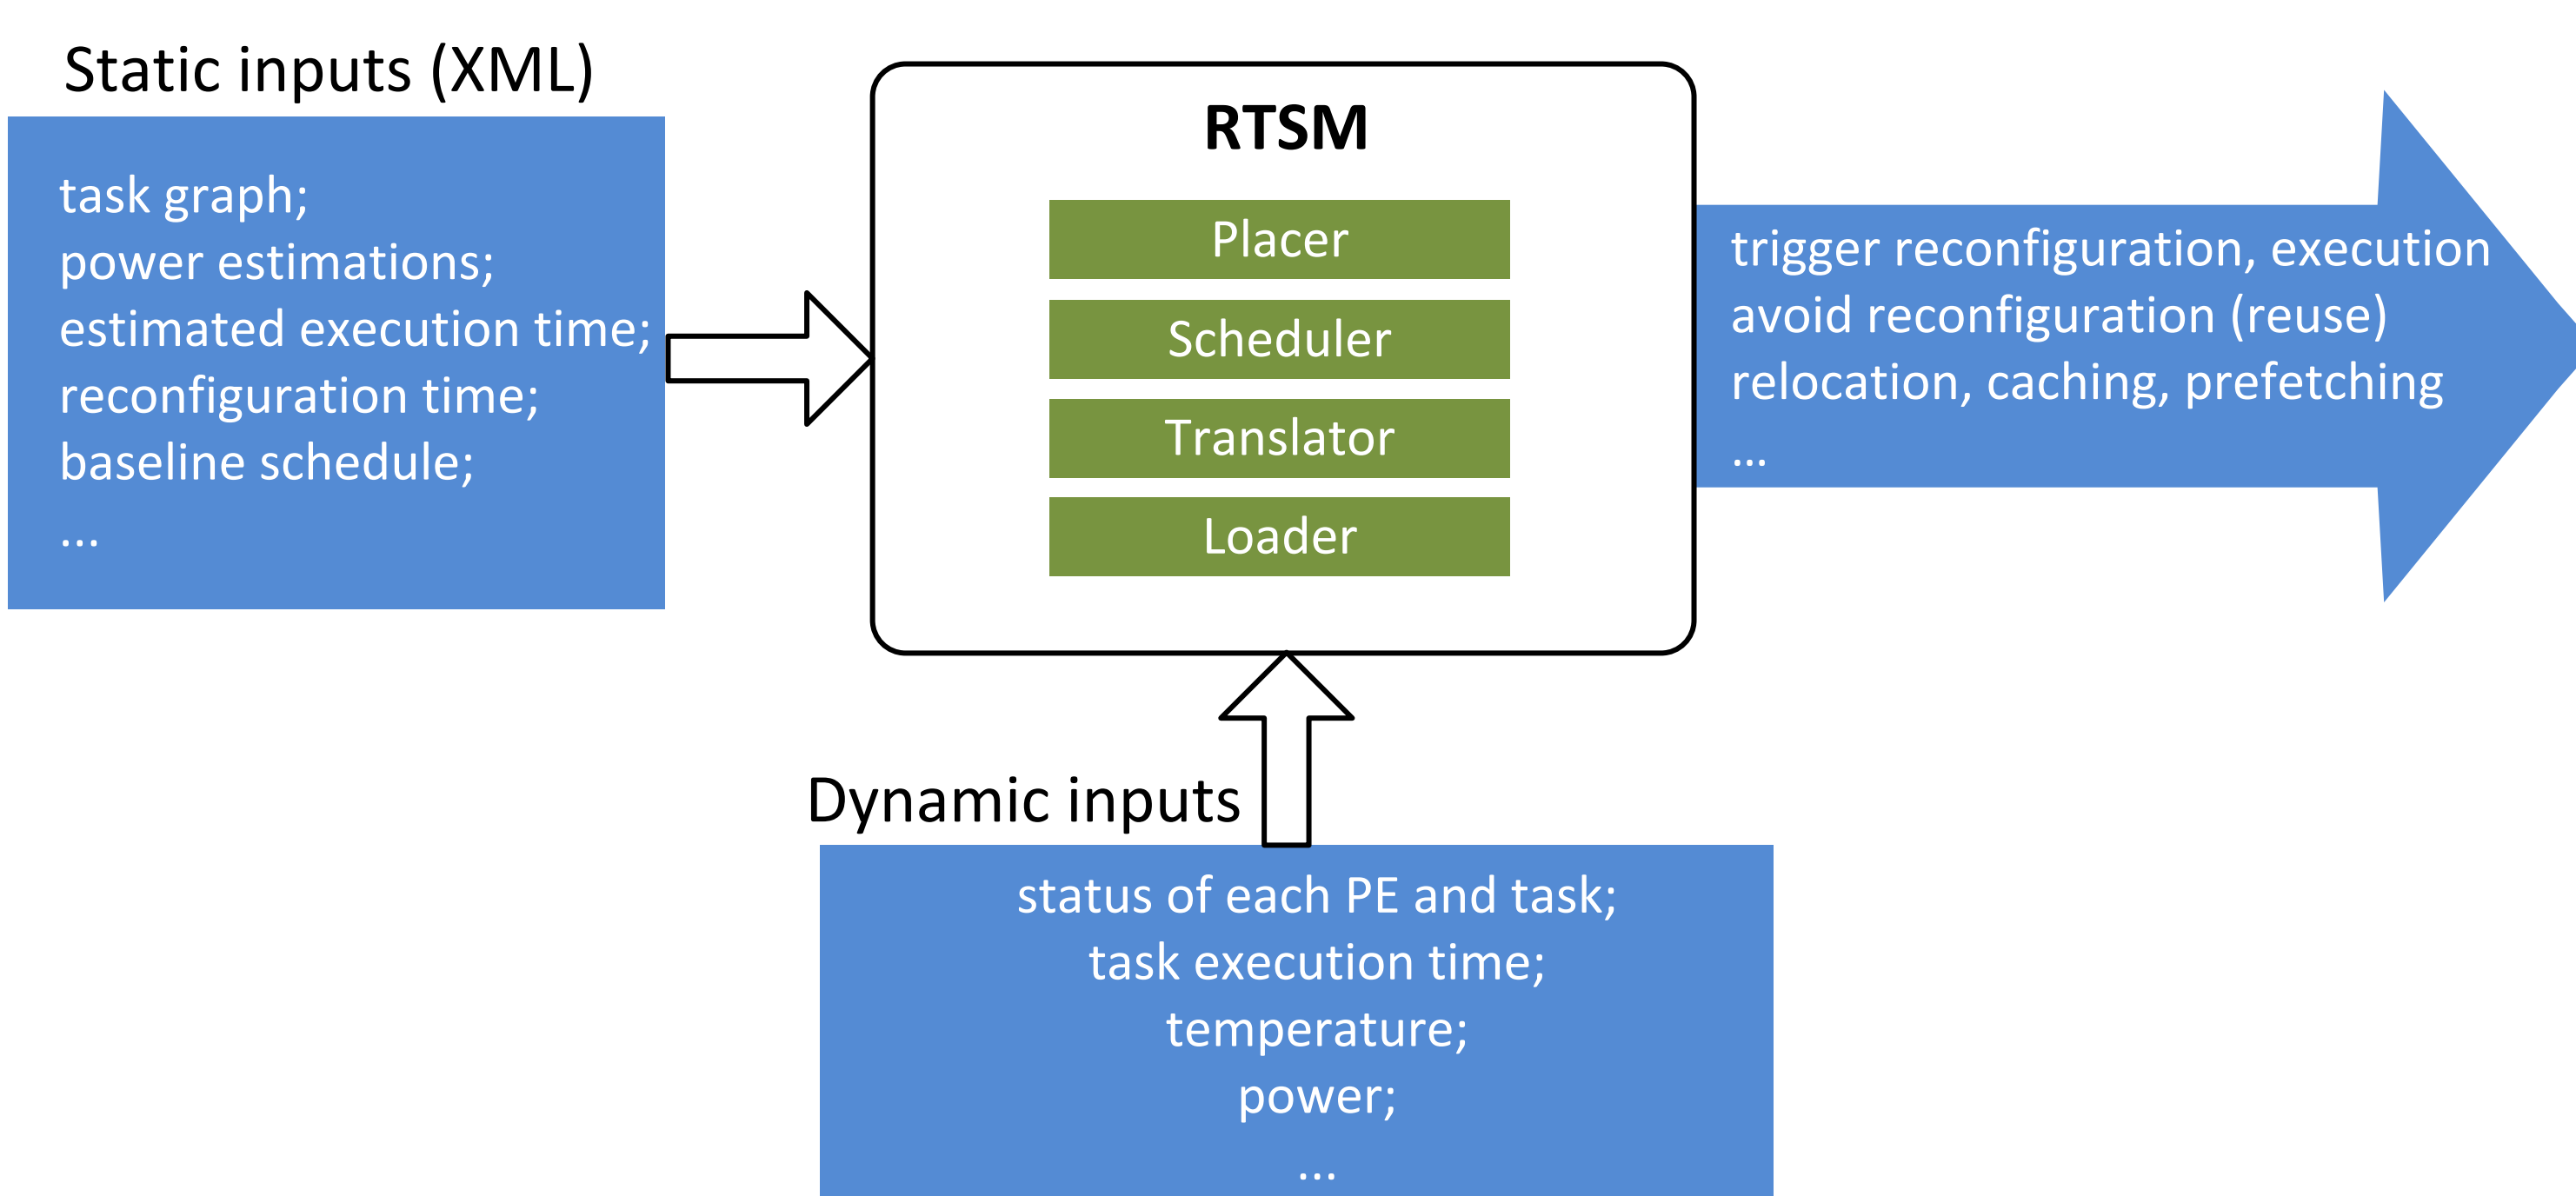 Static inputs (XML)
task graph;
power estimations;
estimated execution time;
reconfiguration time;
baseline schedule;
...
RTSM
Placer
Scheduler
Translator
Loader
trigger reconfiguration, execution
avoid reconfiguration (reuse)
relocation, caching, prefetching
...
Dynamic inputs
status of each PE and task;
task execution time;
temperature;
power;
...